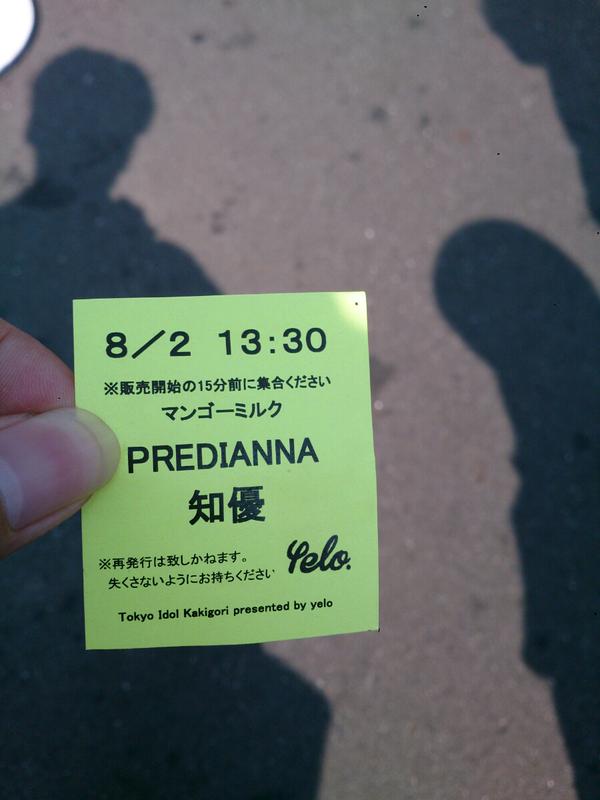 8／2 13:30
※販売開始の15分前に集合ください
マンゴーミルク
PREDIANNA
知優
※再発行は致しかねます。
失くさないようにお持ちください
yelo.
Tokyo Idol Kakigori presented by yelo